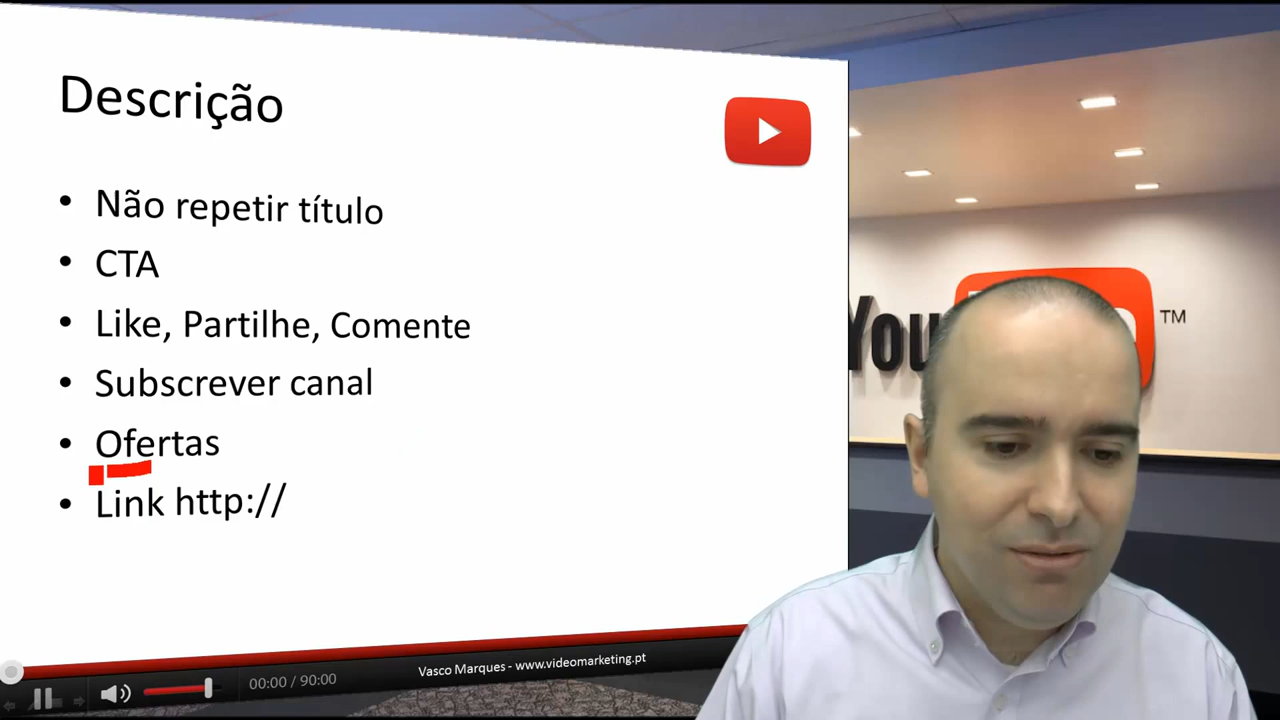 Descrição
• Não repetir título
• CTA
• Like, Partilhe, Comente
• Subscrever canal
• Ofertas
• Link http://
You
TM
Vasco Marques - www.videomarketing.pt
00:00 / 90:00